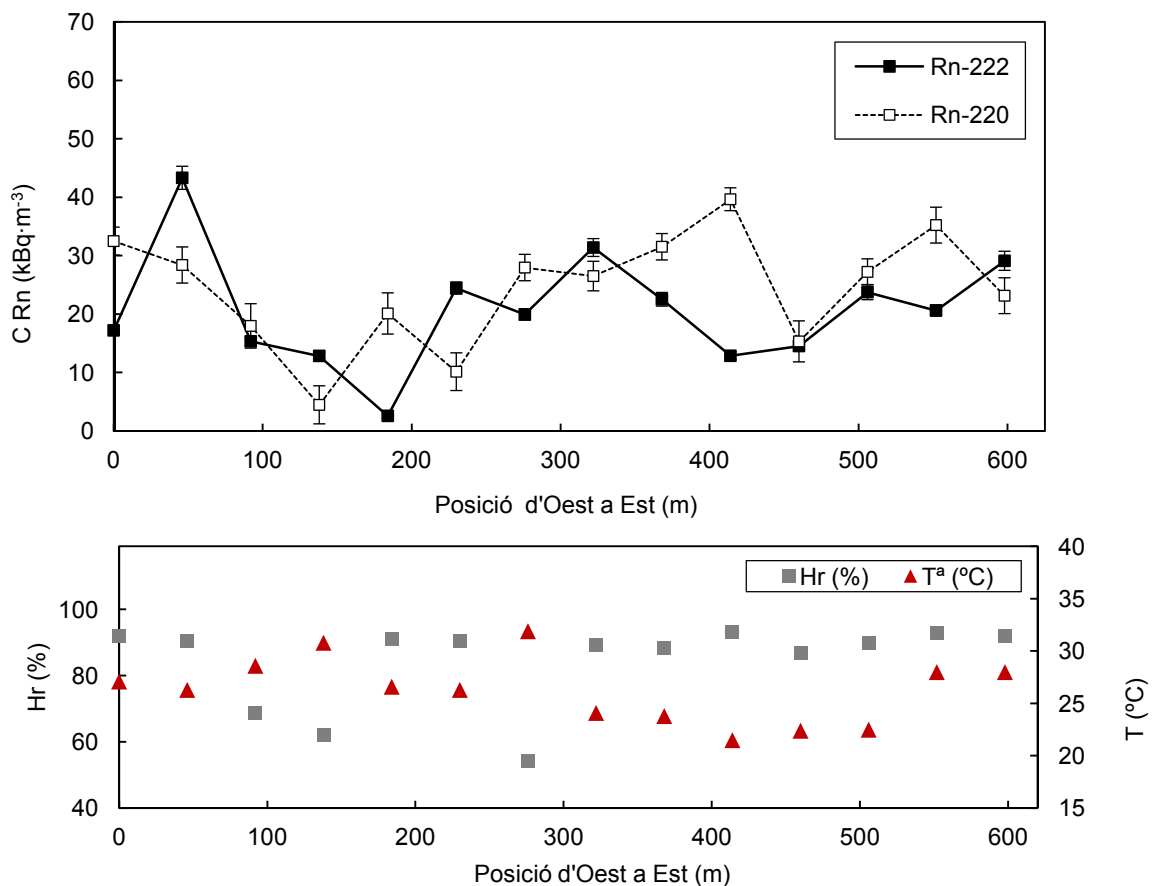 70
60
50
40
30
20
10
0
C Rn (kBq·m⁻³)
Rn-222
Rn-220
0 100 200 300 400 500 600
Posició d'Oest a Est (m)
100
80
60
40
Hr (%)
Hr (%) Tª (ºC)
40
35
30
25
20
15
T (ºC)
0 100 200 300 400 500 600
Posició d'Oest a Est (m)